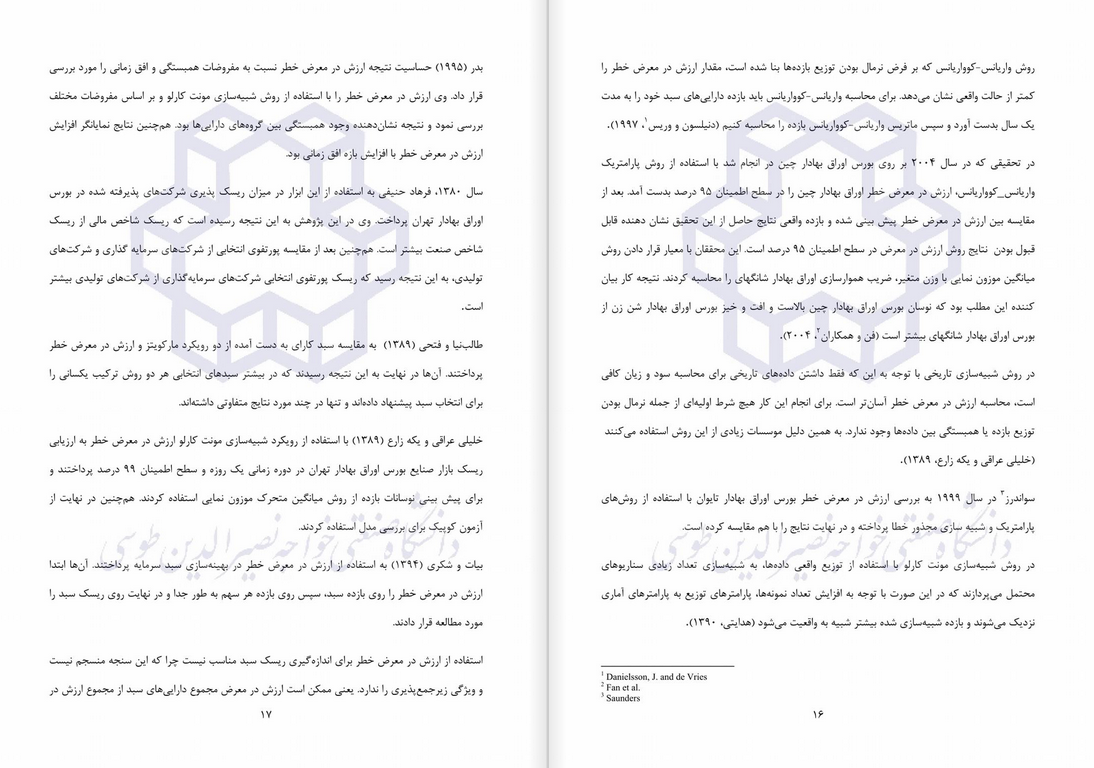 روش واریانس-کوواریانس که بر فرض نرمال بودن توزیع بازده‌ها بنا شده است، مقدار ارزش در معرض خطر را
کمتر از حالت واقعی نشان می‌دهد. برای محاسبه واریانس-کوواریانس باید بازده دارایی‌های سبد خود را به مدت
یک سال بدست آورد و سپس ماتریس واریانس-کوواریانس بازده را محاسبه کنیم (دنیلسون و وریس۱، ۱۹۹۷).
در تحقیقی که در سال ۲۰۰۴ بر روی بورس اوراق بهادار چین در انجام شد با استفاده از روش پارامتریک
واریانس_کوواریانس، ارزش در معرض خطر اوراق بهادار چین را در سطح اطمینان ۹۵ درصد بدست آمد. بعد از
مقایسه بین ارزش در معرض خطر پیش بینی شده و بازده واقعی نتایج حاصل از این تحقیق نشان دهنده قابل
قبول بودن نتایج روش ارزش در معرض در سطح اطمینان ۹۵ درصد است. این محققان با معیار قرار دادن روش
میانگین موزون نمایی با وزن متغیر، ضریب هموارسازی اوراق بهادار شانگهای را محاسبه کردند. نتیجه کار بیان
کننده این مطلب بود که نوسان بورس اوراق بهادار چین بالاست و افت و خیز بورس اوراق بهادار شن زن از
بورس اوراق بهادار شانگهای بیشتر است (فن و همکاران۲، ۲۰۰۴).
در روش شبیه‌سازی تاریخی با توجه به این که فقط داشتن داده‌های تاریخی برای محاسبه سود و زیان کافی
است، محاسبه ارزش در معرض خطر آسان‌تر است. برای انجام این کار هیچ شرط اولیه‌ای از جمله نرمال بودن
توزیع بازده یا همبستگی بین داده‌ها وجود ندارد. به همین دلیل موسسات زیادی از این روش استفاده می‌کنند
(خلیلی عراقی و یکه زارع، ۱۳۸۹).
سواندرز۳ در سال ۱۹۹۹ به بررسی ارزش در معرض خطر بورس اوراق بهادار تایوان با استفاده از روش‌های
پارامتریک و شبیه سازی مجذور خطا پرداخته و در نهایت نتایج را با هم مقایسه کرده است.
در روش شبیه‌سازی مونت کارلو با استفاده از توزیع واقعی داده‌ها، به شبیه‌سازی تعداد زیادی سناریوهای
محتمل می‌پردازند که در این صورت با توجه به افزایش تعداد نمونه‌ها، پارامترهای توزیع به پارامترهای آماری
نزدیک می‌شوند و بازده شبیه‌سازی شده بیشتر شبیه به واقعیت می‌شود (هدایتی، ۱۳۹۰).
1 Danielsson, J. and de Vries
2 Fan et al.
3 Saunders
۱۶
دانشگاه صنعتی خواجه نصیرالدین طوسی
بدر (۱۹۹۵) حساسیت نتیجه ارزش در معرض خطر نسبت به مفروضات همبستگی و افق زمانی را مورد بررسی
قرار داد. وی ارزش در معرض خطر را با استفاده از روش شبیه‌سازی مونت کارلو و بر اساس مفروضات مختلف
بررسی نمود و نتیجه نشان‌دهنده وجود همبستگی بین گروه‌های دارایی‌ها بود. هم‌چنین نتایج نمایانگر افزایش
ارزش در معرض خطر با افزایش بازه افق زمانی بود.
سال ۱۳۸۰، فرهاد حنیفی به استفاده از این ابزار در میزان ریسک پذیری شرکت‌های پذیرفته شده در بورس
اوراق بهادار تهران پرداخت. وی در این پژوهش به این نتیجه رسیده است که ریسک شاخص مالی از ریسک
شاخص صنعت بیشتر است. هم‌چنین بعد از مقایسه پورتفوی انتخابی از شرکت‌های سرمایه گذاری و شرکت‌های
تولیدی، به این نتیجه رسید که ریسک پورتفوی انتخابی شرکت‌های سرمایه‌گذاری از شرکت‌های تولیدی بیشتر
است.
طالب‌نیا و فتحی (۱۳۸۹) به مقایسه سبد کارای به دست آمده از دو رویکرد مارکویتز و ارزش در معرض خطر
پرداختند. آن‌ها در نهایت به این نتیجه رسیدند که در بیشتر سبدهای انتخابی هر دو روش ترکیب یکسانی را
برای انتخاب سبد پیشنهاد داده‌اند و تنها در چند مورد نتایج متفاوتی داشته‌اند.
خلیلی عراقی و یکه زارع (۱۳۸۹) با استفاده از رویکرد شبیه‌سازی مونت کارلو ارزش در معرض خطر به ارزیابی
ریسک بازار صنایع بورس اوراق بهادار تهران در دوره زمانی یک روزه و سطح اطمینان ۹۹ درصد پرداختند و
برای پیش بینی نوسانات بازده از روش میانگین متحرک موزون نمایی استفاده کردند. هم‌چنین در نهایت از
آزمون کوپیک برای بررسی مدل استفاده کردند.
بیات و شکری (۱۳۹۴) به استفاده از ارزش در معرض خطر در بهینه‌سازی سبد سرمایه پرداختند. آن‌ها ابتدا
ارزش در معرض خطر را روی بازده سبد، سپس روی بازده هر سهم به طور جدا و در نهایت روی ریسک سبد را
مورد مطالعه قرار دادند.
استفاده از ارزش در معرض خطر برای اندازه‌گیری ریسک سبد مناسب نیست چرا که این سنجه منسجم نیست
و ویژگی زیرجمع‌پذیری را ندارد. یعنی ممکن است ارزش در معرض مجموع دارایی‌های سبد از مجموع ارزش در
۱۷
دانشگاه صنعتی خواجه نصیرالدین طوسی